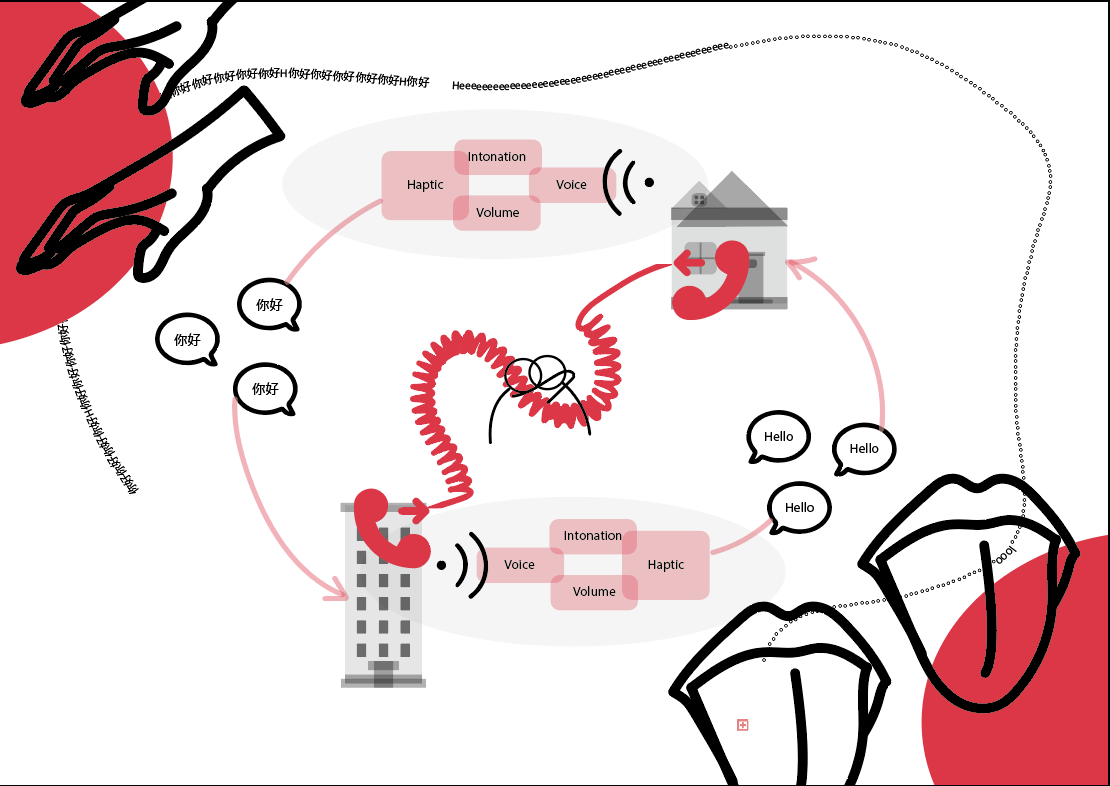 你好你好你好你好你好H你好你好你好 你好你好H你好
Heeeeeeeeeeeeeeeeeeeeeeeeeeeeeeeeeeeeeeeeeeeeeeeee
Intonation
Haptic
Voice
Volume
你好
你好
你好
Hello
Hello
Hello
Intonation
Voice
Haptic
Volume